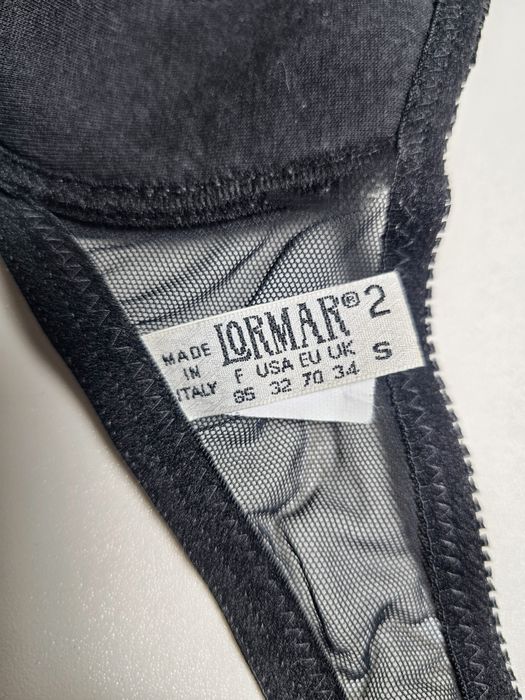 LORMAR® 2
MADE IN ITALY
F USA EU UK S
85 32 70 34